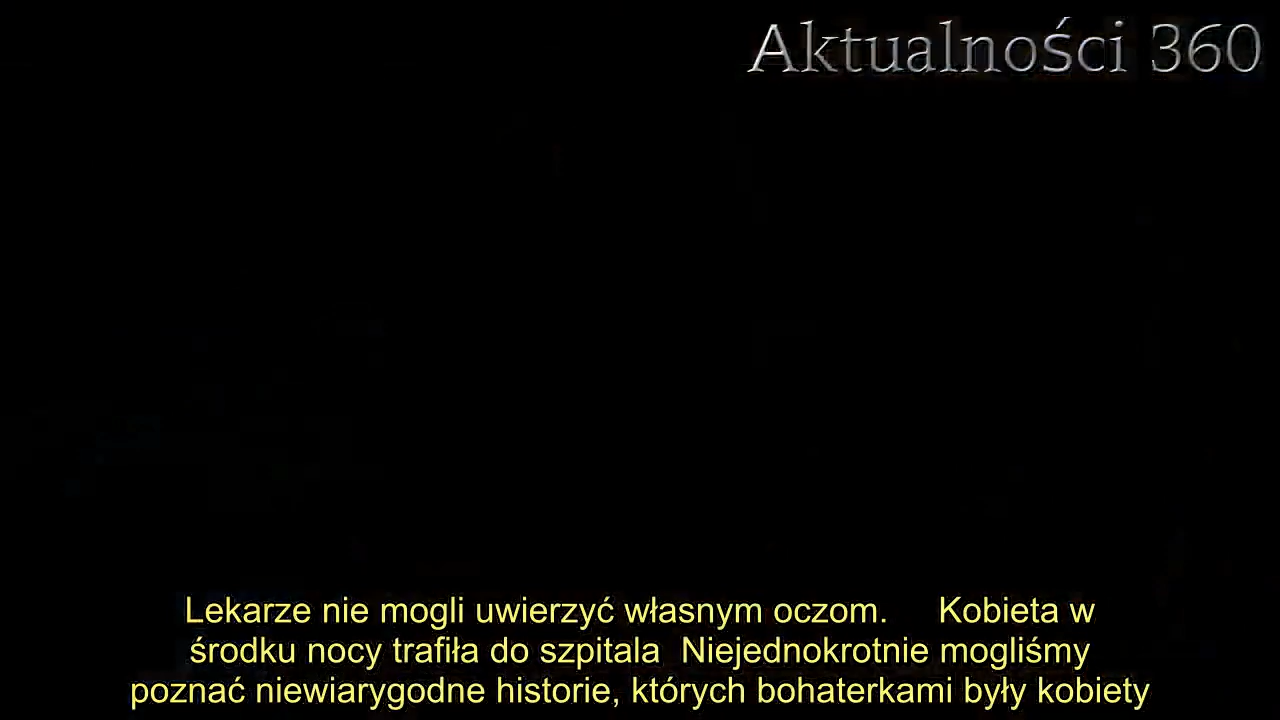 Aktualności 360
Lekarze nie mogli uwierzyć własnym oczom. Kobieta w
środku nocy trafiła do szpitala Niejednokrotnie mogliśmy
poznać niewiarygodne historie, których bohaterkami były kobiety